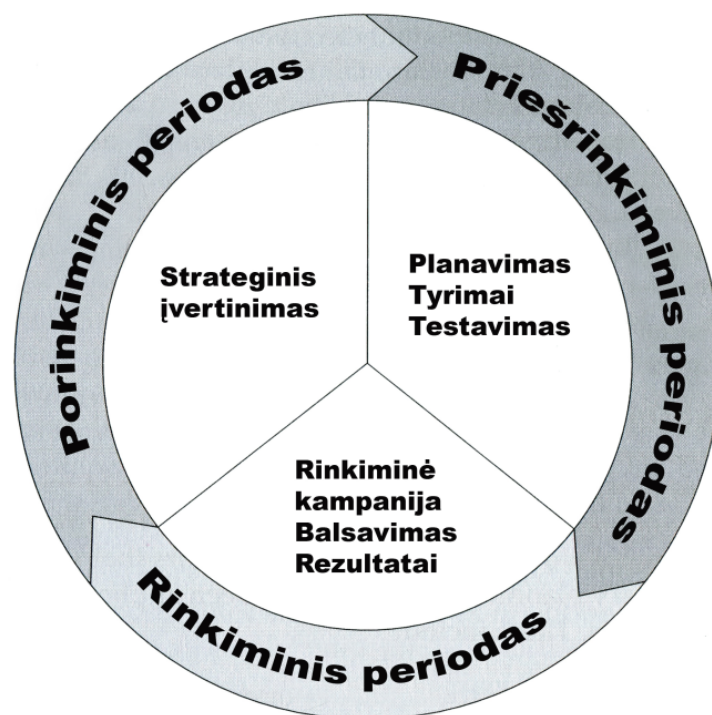 Porinkiminis periodas
Priešrinkiminis periodas
Strateginis
įvertinimas
Planavimas
Tyrimai
Testavimas
Rinkiminė
kampanija
Balsavimas
Rezultatai
Rinkiminis periodas